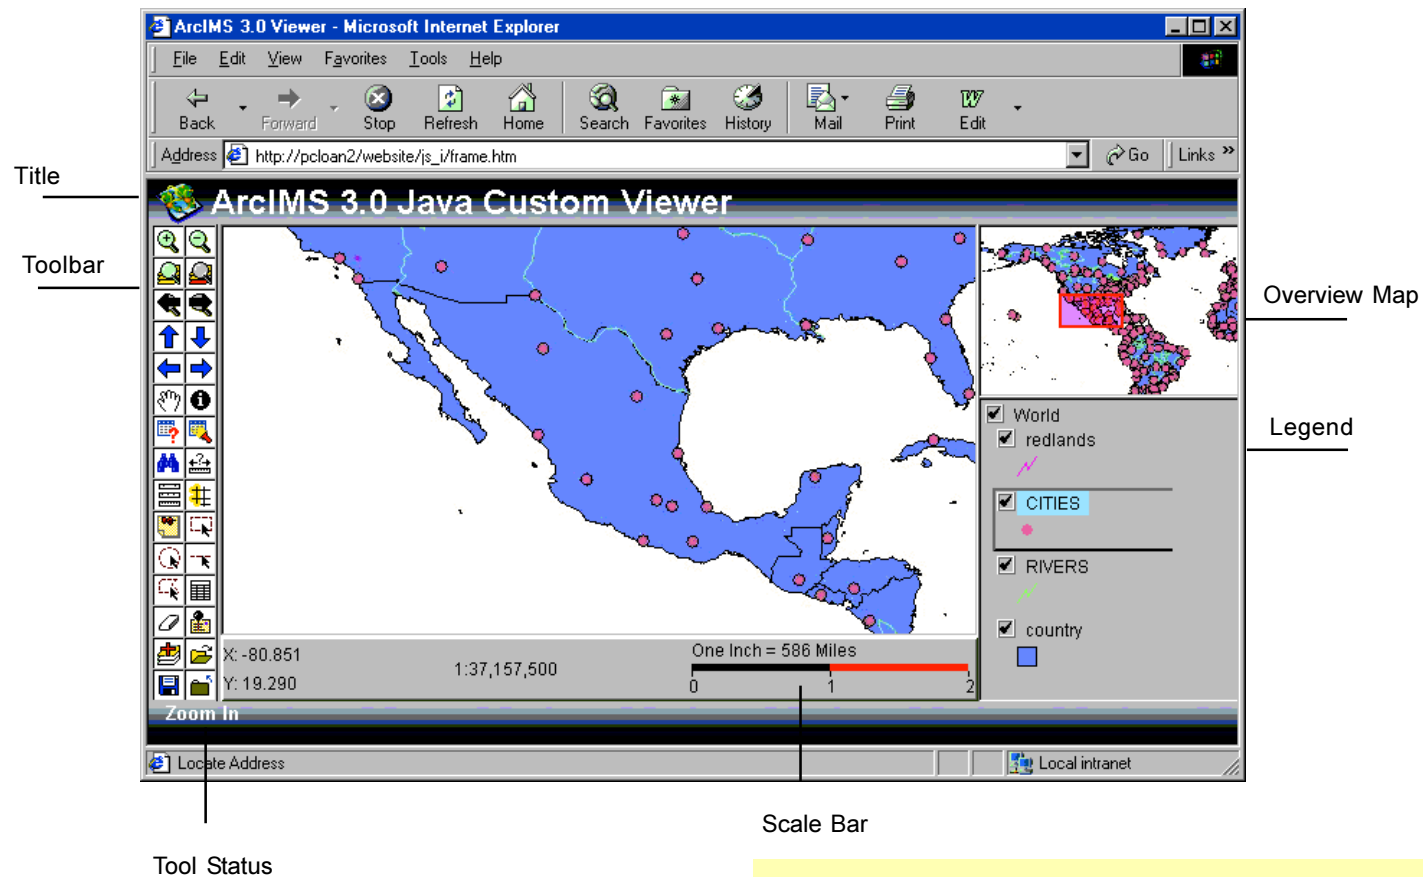 ArcIMS 3.0 Viewer - Microsoft Internet Explorer
File Edit View Favorites Tools Help
Back Forward Stop Refresh Home Search Favorites History Mail Print Edit
Address http://pcloan2/website/js_i/frame.htm Go Links »
Title
ArcIMS 3.0 Java Custom Viewer
Toolbar
Overview Map
World
redlands
Legend
CITIES
RIVERS
country
X: -80.851
Y: 19.290
1:37,157,500
One Inch = 586 Miles
0 1 2
Zoom In
Locate Address Local intranet
Scale Bar
Tool Status